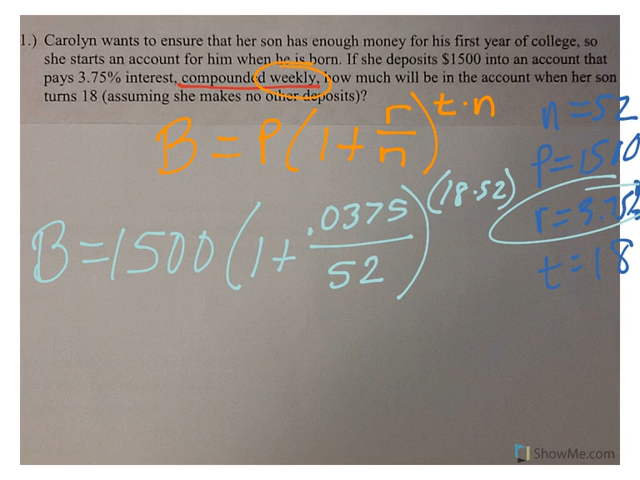 1.) Carolyn wants to ensure that her son has enough money for his first year of college, so
she starts an account for him when he is born. If she deposits $1500 into an account that
pays 3.75% interest, compounded weekly, how much will be in the account when her son
turns 18 (assuming she makes no other deposits)?
B = P(1 + r/n)^t·n
n=52
P=1500
r=3.75%
t=18
B=1500(1+ .0375/52)^(18·52)
ShowMe.com